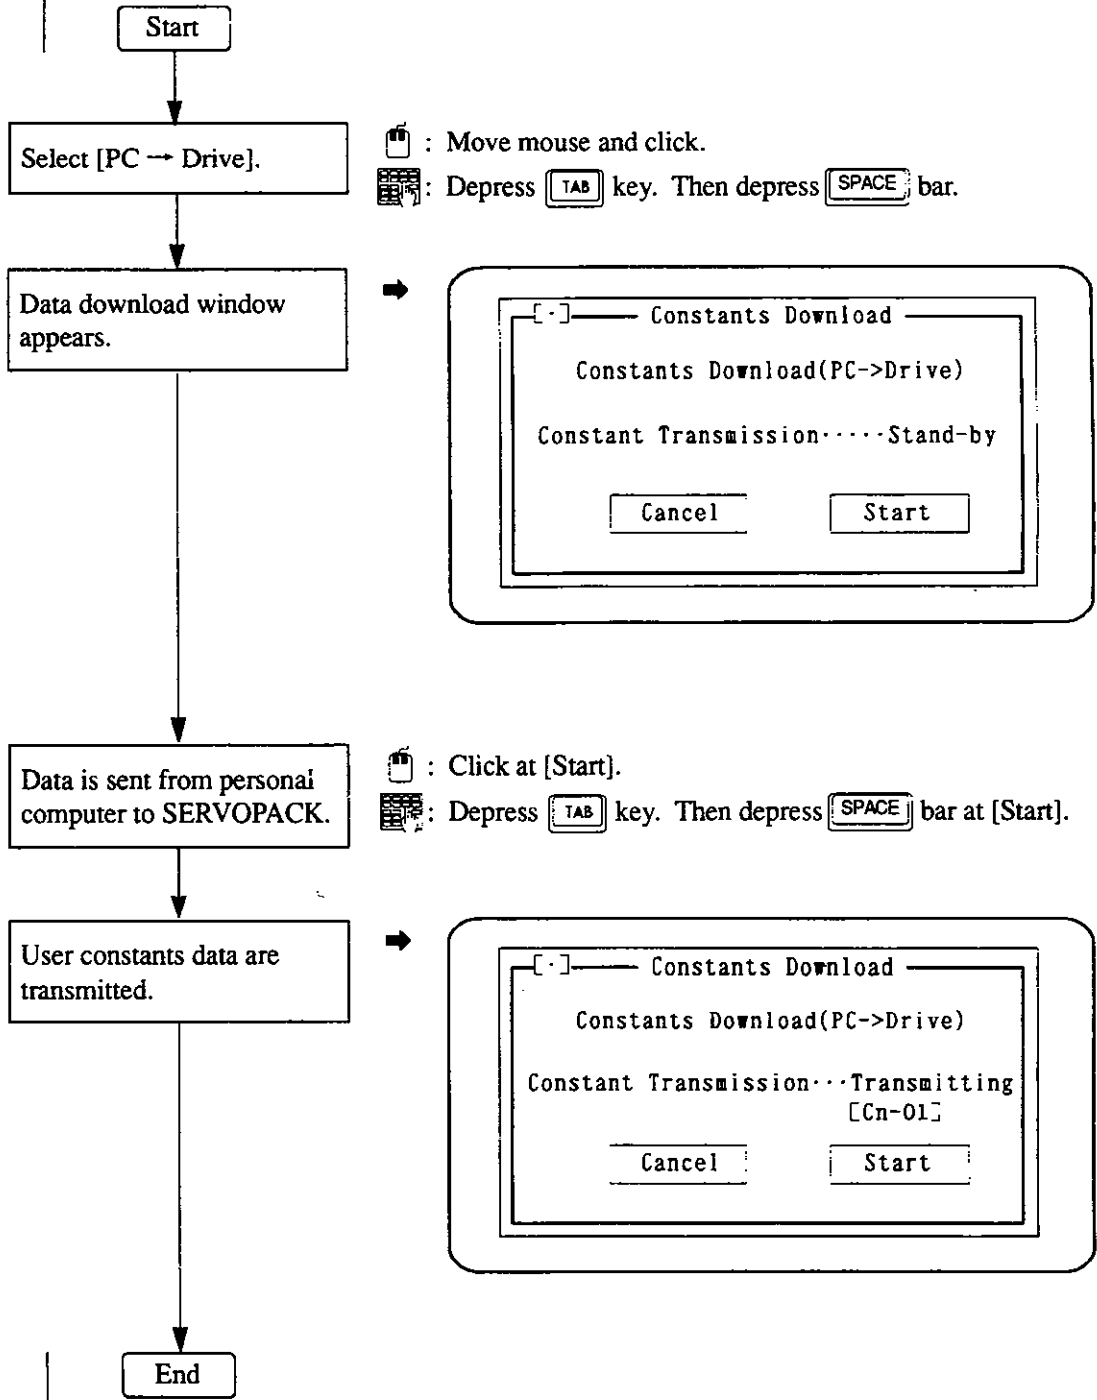 Start
Select [PC → Drive].
: Move mouse and click.
: Depress TAB key. Then depress SPACE bar.
Data download window
appears.
[·] Constants Download
Constants Download(PC->Drive)
Constant Transmission·····Stand-by
Cancel Start
Data is sent from personal
computer to SERVOPACK.
: Click at [Start].
: Depress TAB key. Then depress SPACE bar at [Start].
User constants data are
transmitted.
[·] Constants Download
Constants Download(PC->Drive)
Constant Transmission···Transmitting
[Cn-01]
Cancel Start
End